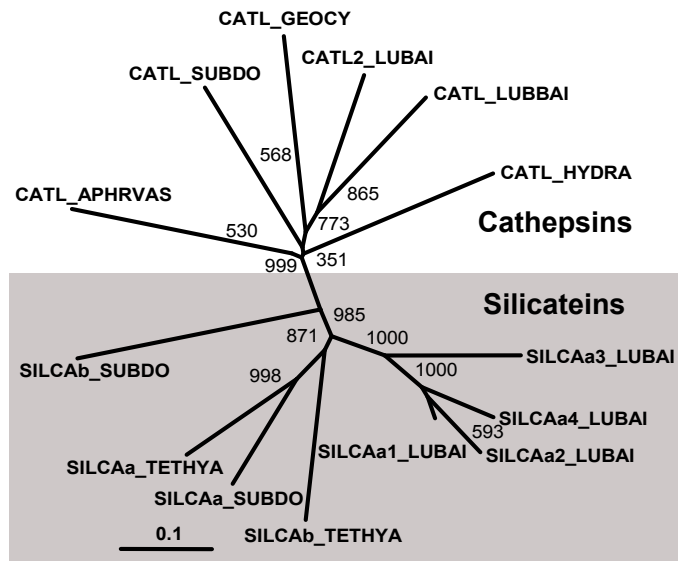 CATL_GEOCY
CATL2_LUBAI
CATL_SUBDO
CATL_LUBBAI
568
CATL_HYDRA
865
CATL_APHRVAS
773
530
Cathepsins
999
351
Silicateins
985
871
1000
SILCAa3_LUBAI
SILCAb_SUBDO
1000
998
SILCAa4_LUBAI
593
SILCAa1_LUBAI
SILCAa2_LUBAI
SILCAa_TETHYA
SILCAa_SUBDO
SILCAb_TETHYA
0.1